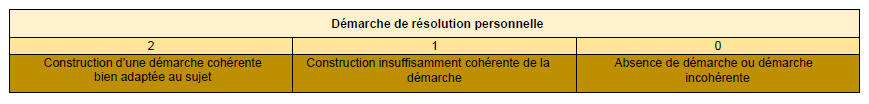 Démarche de résolution personnelle
2 1 0
Construction d'une démarche cohérente Construction insuffisamment cohérente de la Absence de démarche ou démarche
bien adaptée au sujet démarche incohérente